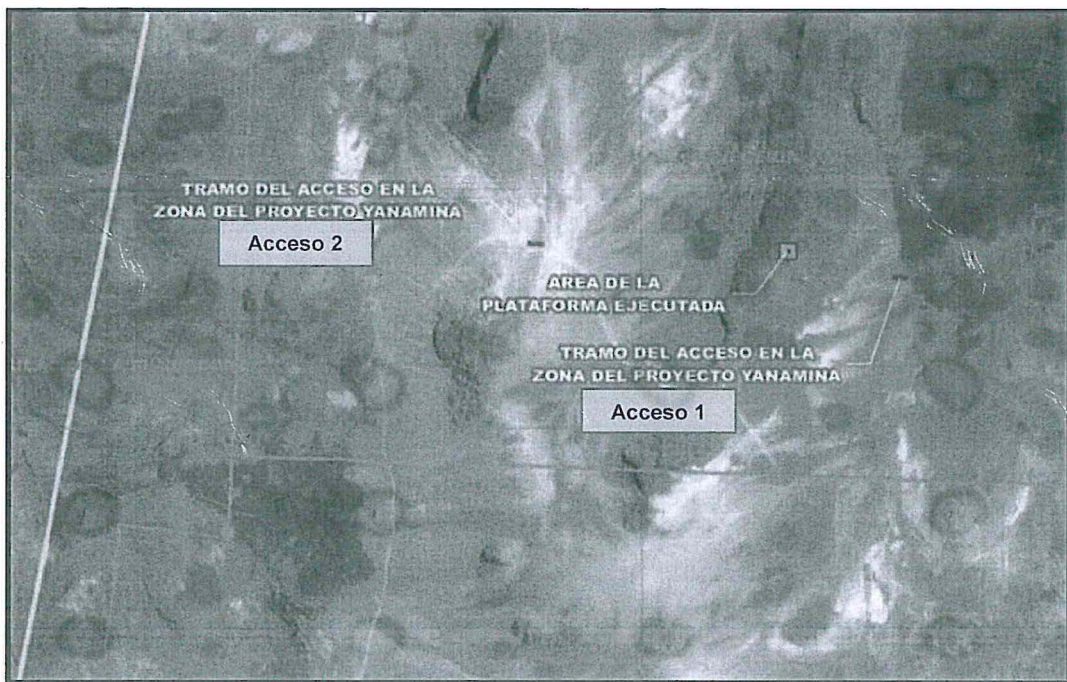 TRAMO DEL ACCESO EN LA
ZONA DEL PROYECTO YANAMINA
Acceso 2
AREA DE LA
PLATAFORMA EJECUTADA
TRAMO DEL ACCESO EN LA
ZONA DEL PROYECTO YANAMINA
Acceso 1